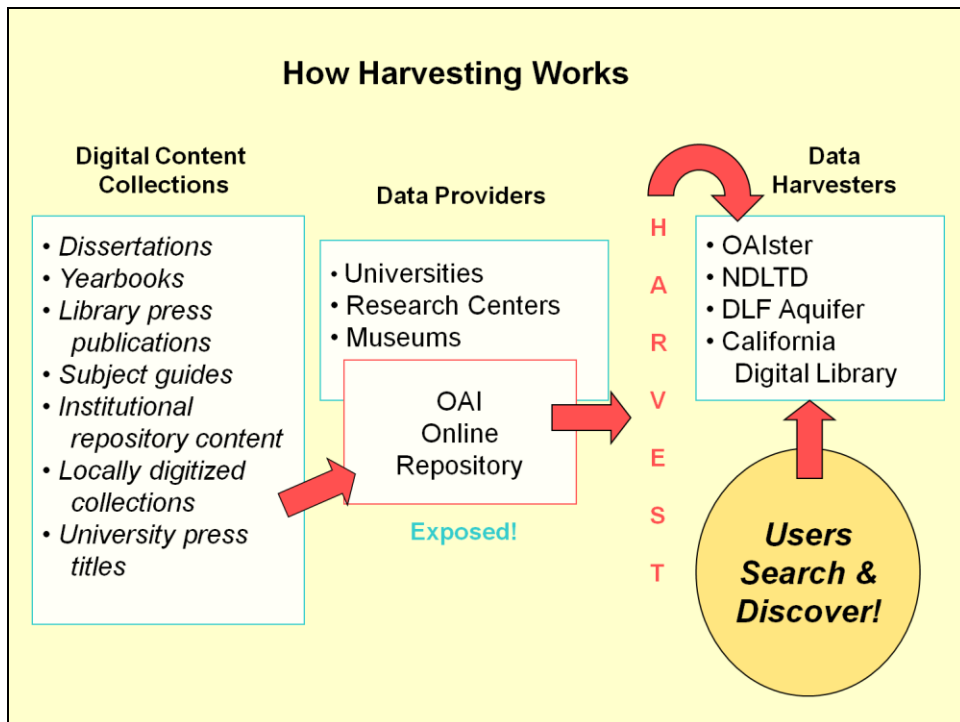 How Harvesting Works
Digital Content
Collections
• Dissertations
• Yearbooks
• Library press
publications
• Subject guides
• Institutional
repository content
• Locally digitized
collections
• University press
titles
Data Providers
• Universities
• Research Centers
• Museums
OAI
Online
Repository
Exposed!
H
A
R
V
E
S
T
Data
Harvesters
• OAIster
• NDLTD
• DLF Aquifer
• California
Digital Library
Users
Search &
Discover!